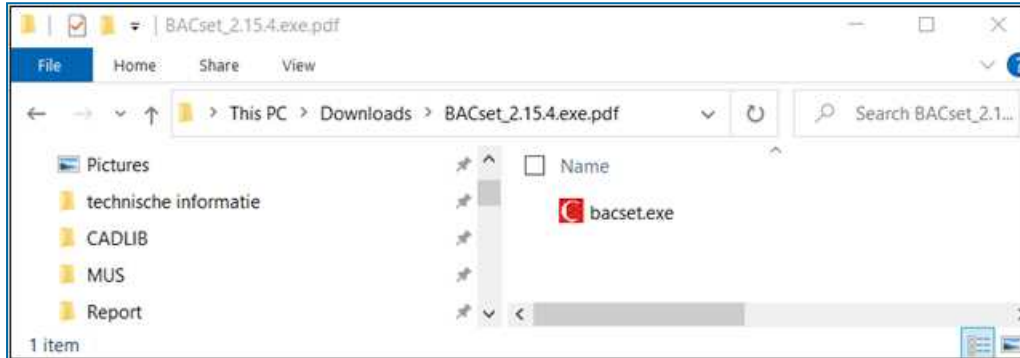 BACset_2.15.4.exe.pdf
File Home Share View
This PC > Downloads > BACset_2.15.4.exe.pdf Search BACset_2.1...
Pictures
technische informatie
CADLIB
MUS
Report
Name
bacset.exe
1 item